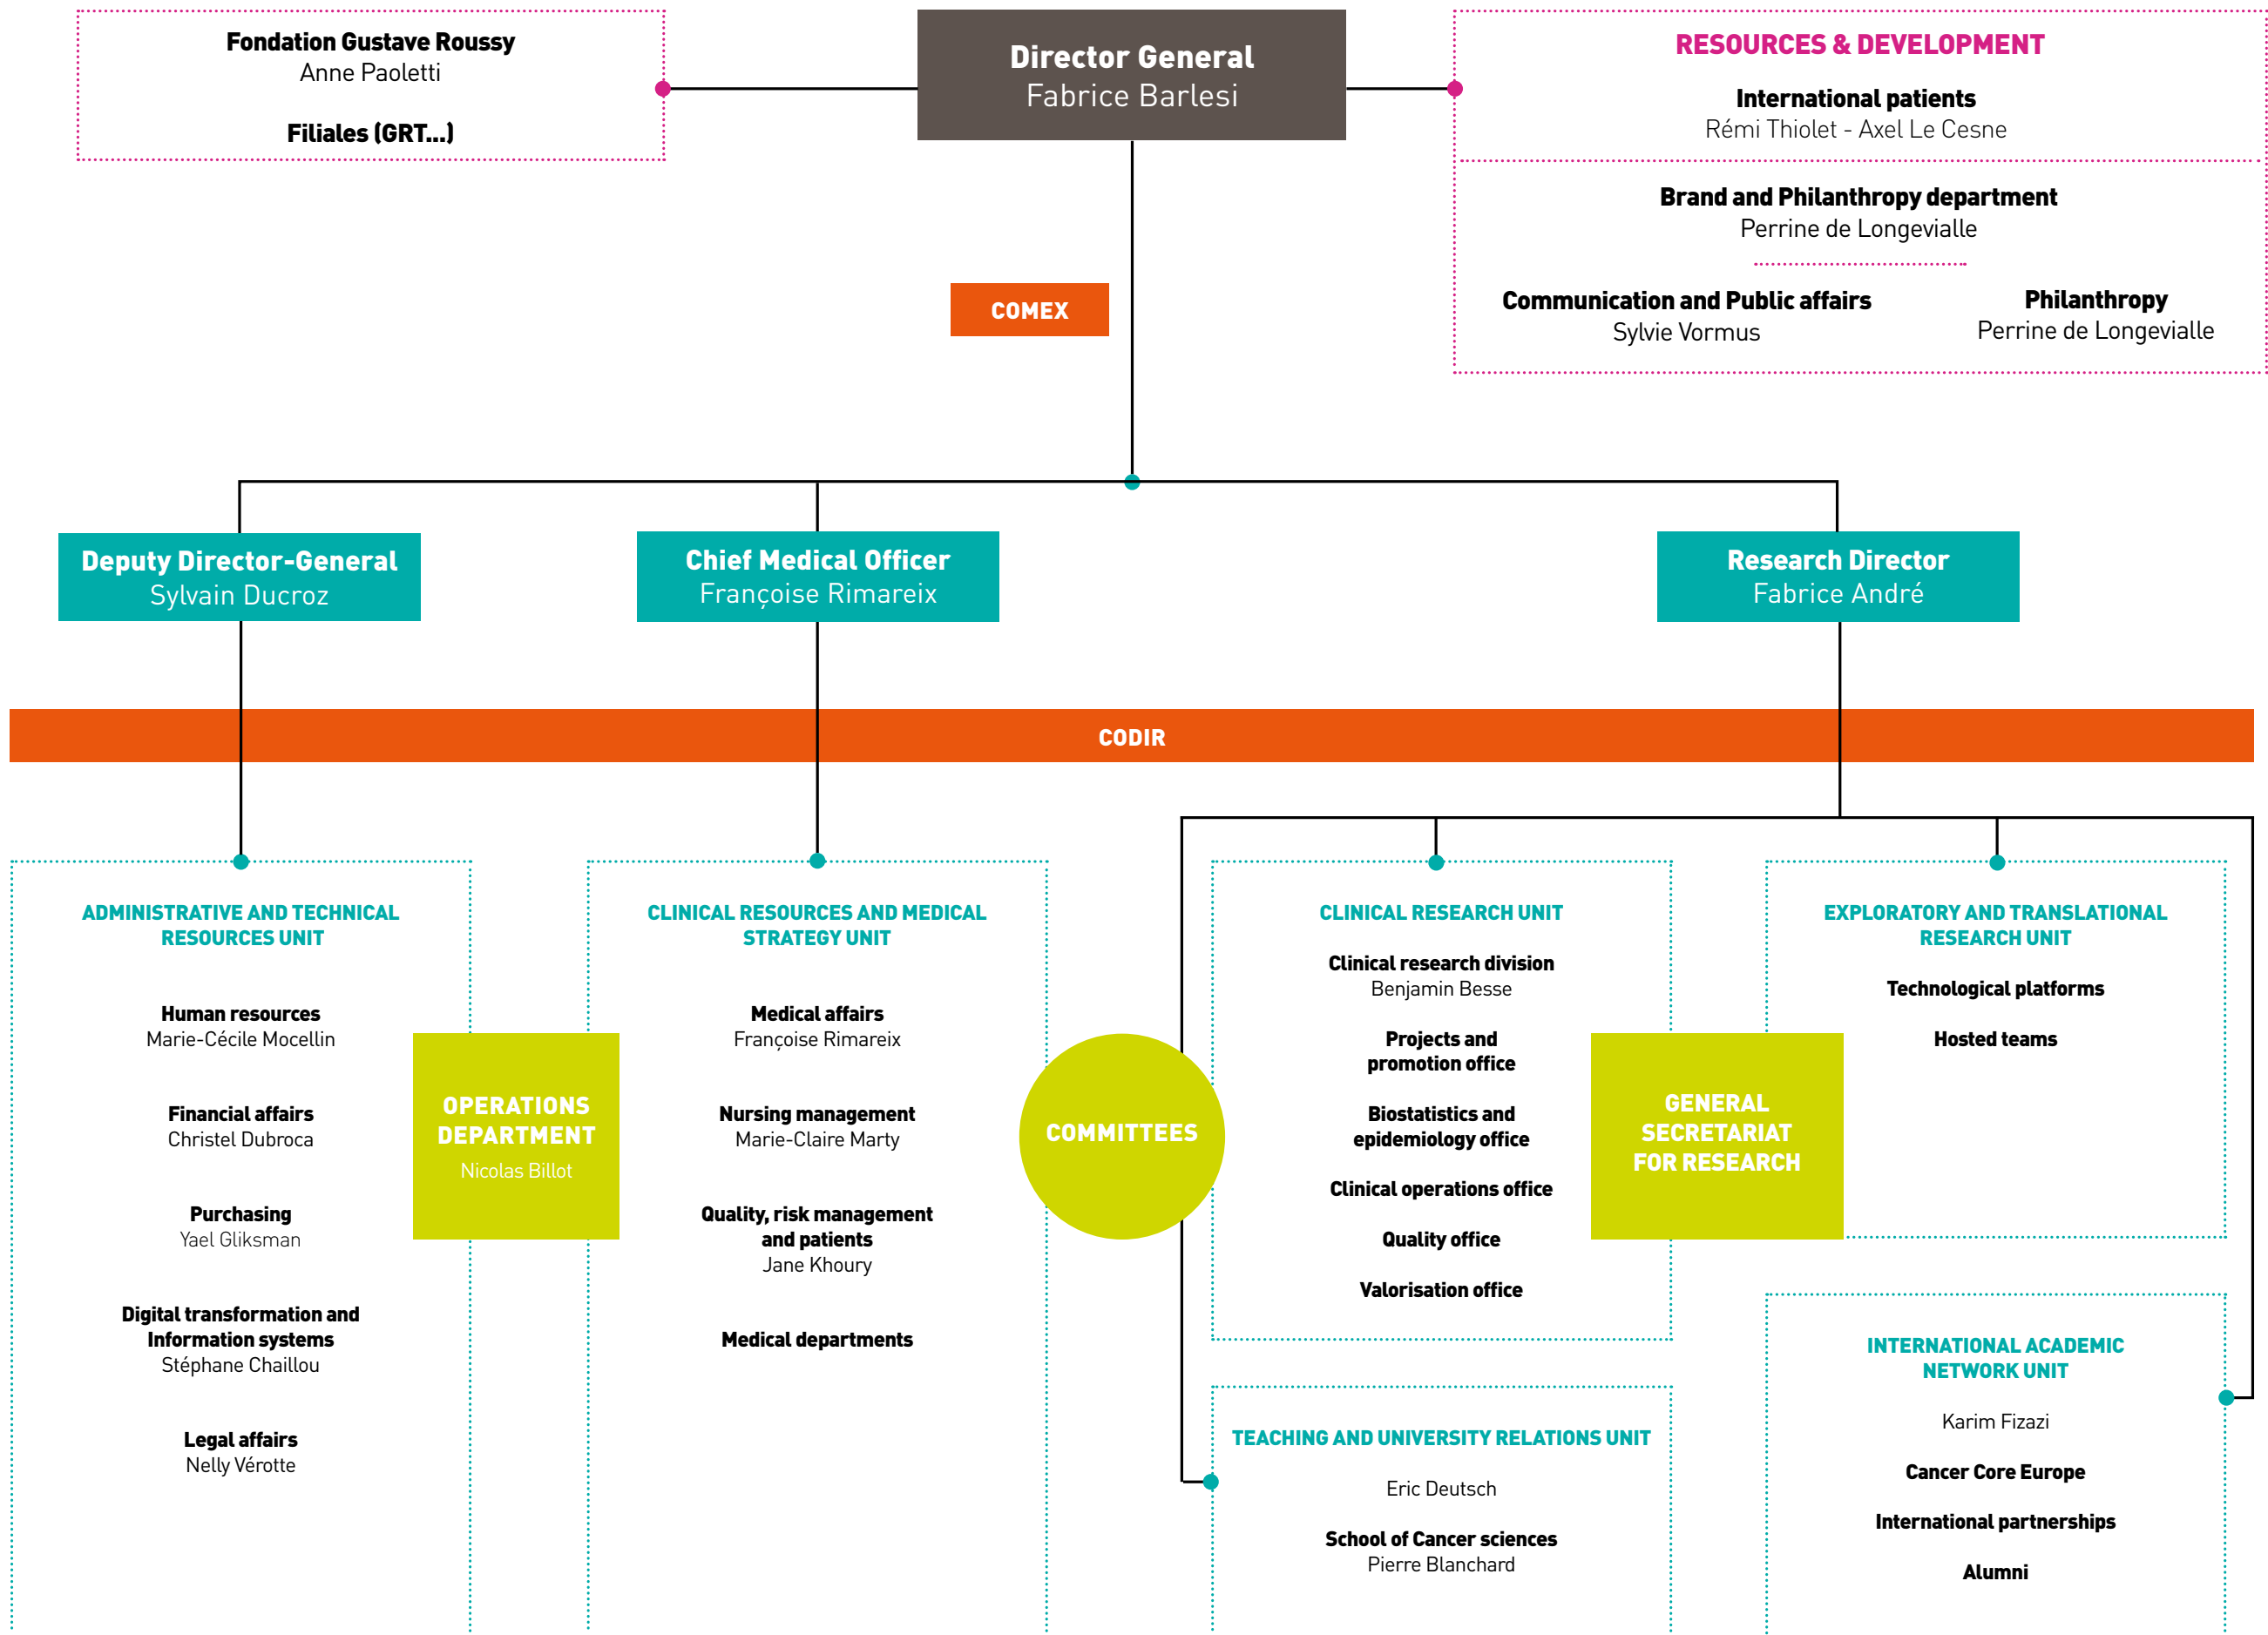 Fondation Gustave Roussy
Anne Paoletti
Filiales (GRT...)
Director General
Fabrice Barlesi
RESOURCES & DEVELOPMENT
International patients
Rémi Thiolet - Axel Le Cesne
Brand and Philanthropy department
Perrine de Longevialle
Communication and Public affairs
Sylvie Vormus
Philanthropy
Perrine de Longevialle
COMEX
Deputy Director-General
Sylvain Ducroz
Chief Medical Officer
Françoise Rimareix
Research Director
Fabrice André
CODIR
ADMINISTRATIVE AND TECHNICAL
RESOURCES UNIT
Human resources
Marie-Cécile Mocellin
Financial affairs
Christel Dubroca
Purchasing
Yael Gliksman
Digital transformation and
Information systems
Stéphane Chaillou
Legal affairs
Nelly Vérotte
OPERATIONS
DEPARTMENT
Nicolas Billot
CLINICAL RESOURCES AND MEDICAL
STRATEGY UNIT
Medical affairs
Françoise Rimareix
Nursing management
Marie-Claire Marty
Quality, risk management
and patients
Jane Khoury
Medical departments
COMMITTEES
CLINICAL RESEARCH UNIT
Clinical research division
Benjamin Besse
Projects and
promotion office
Biostatistics and
epidemiology office
Clinical operations office
Quality office
Valorisation office
GENERAL
SECRETARIAT
FOR RESEARCH
EXPLORATORY AND TRANSLATIONAL
RESEARCH UNIT
Technological platforms
Hosted teams
TEACHING AND UNIVERSITY RELATIONS UNIT
Eric Deutsch
School of Cancer sciences
Pierre Blanchard
INTERNATIONAL ACADEMIC
NETWORK UNIT
Karim Fizazi
Cancer Core Europe
International partnerships
Alumni